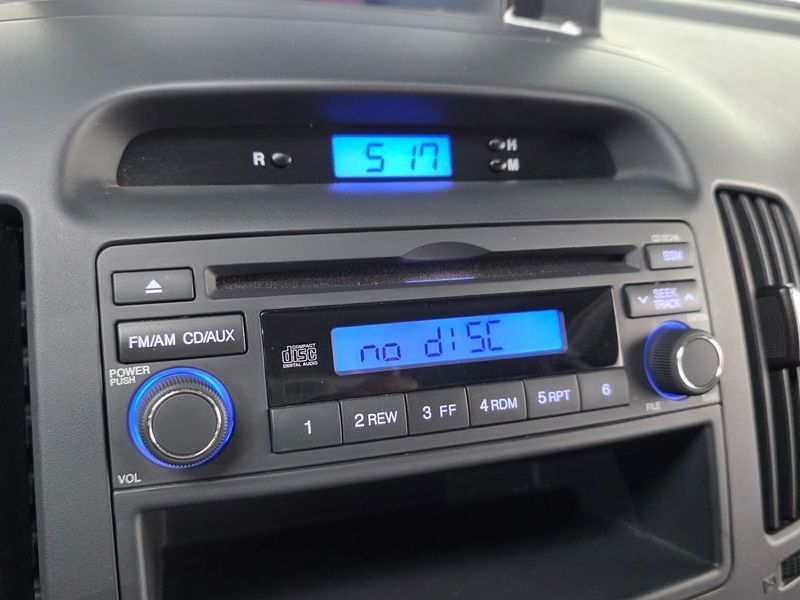 R
5 17
H
M
BSM
SEEK
TRACK
FM/AM CD/AUX
COMPACT
disc
DIGITAL AUDIO
no diSC
POWER
PUSH
1
2 REW
3 FF
4 RDM
5 RPT
6
VOL
FILE